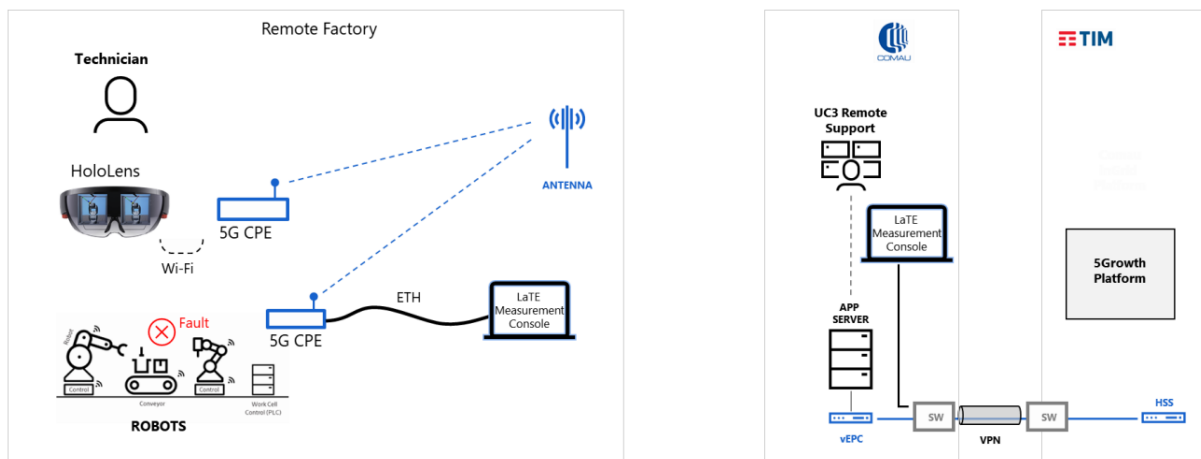 Remote Factory
Technician
HoloLens
Wi-Fi
5G CPE
ANTENNA
5G CPE
ETH
LaTE
Measurement
Console
Fault
Robot
Control
Conveyor
Control
Work Cell
Control (PLC)
ROBOTS
COMAU
UC3 Remote
Support
LaTE
Measurement
Console
APP
SERVER
vEPC
SW
VPN
TIM
5Growth
Platform
SW
HSS